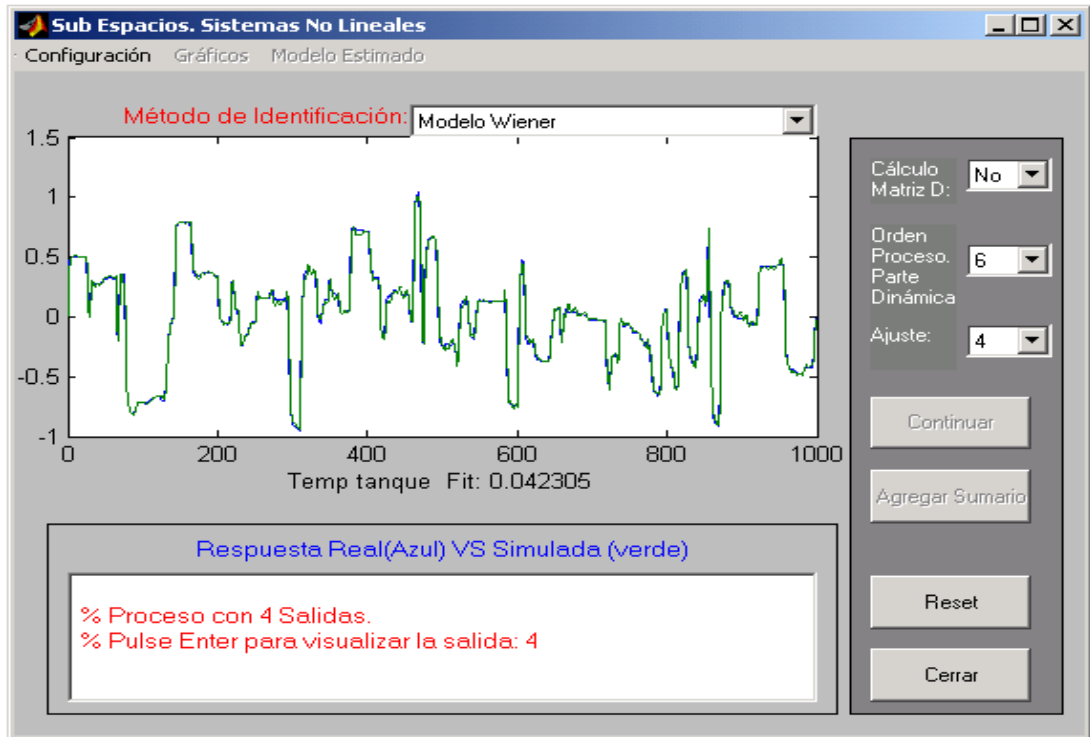 Sub Espacios. Sistemas No Lineales
Configuración Gráficos Modelo Estimado
Método de Identificación: Modelo Wiener
1.5
1
0.5
0
-0.5
-1
0 200 400 600 800 1000
Temp tanque Fit: 0.042305
Respuesta Real(Azul) VS Simulada (verde)
% Proceso con 4 Salidas.
% Pulse Enter para visualizar la salida: 4
Cálculo
Matriz D:
No
Orden
Proceso.
Parte
Dinámica
6
Ajuste:
4
Continuar
Agregar Sumario
Reset
Cerrar